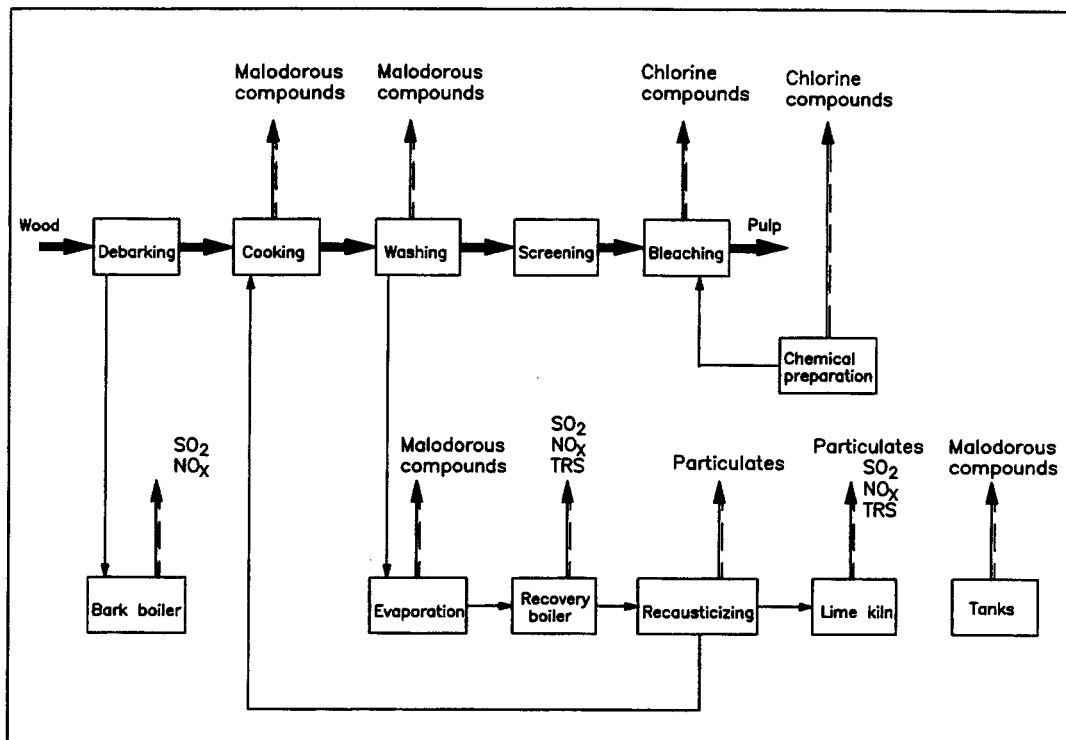 Malodorous
compounds
Malodorous
compounds
Chlorine
compounds
Chlorine
compounds
Wood
Debarking
Cooking
Washing
Screening
Bleaching
Pulp
Chemical
preparation
SO2
NOX
Malodorous
compounds
SO2
NOX
TRS
Particulates
Particulates
SO2
NOX
TRS
Malodorous
compounds
Bark boiler
Evaporation
Recovery
boiler
Recausticizing
Lime kiln
Tanks